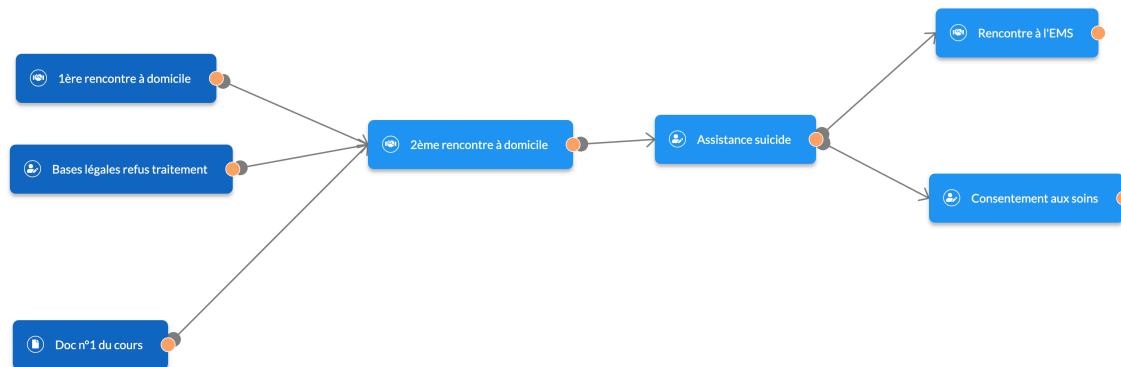 1ère rencontre à domicile
Bases légales refus traitement
Doc n°1 du cours
2ème rencontre à domicile
Assistance suicide
Rencontre à l'EMS
Consentement aux soins